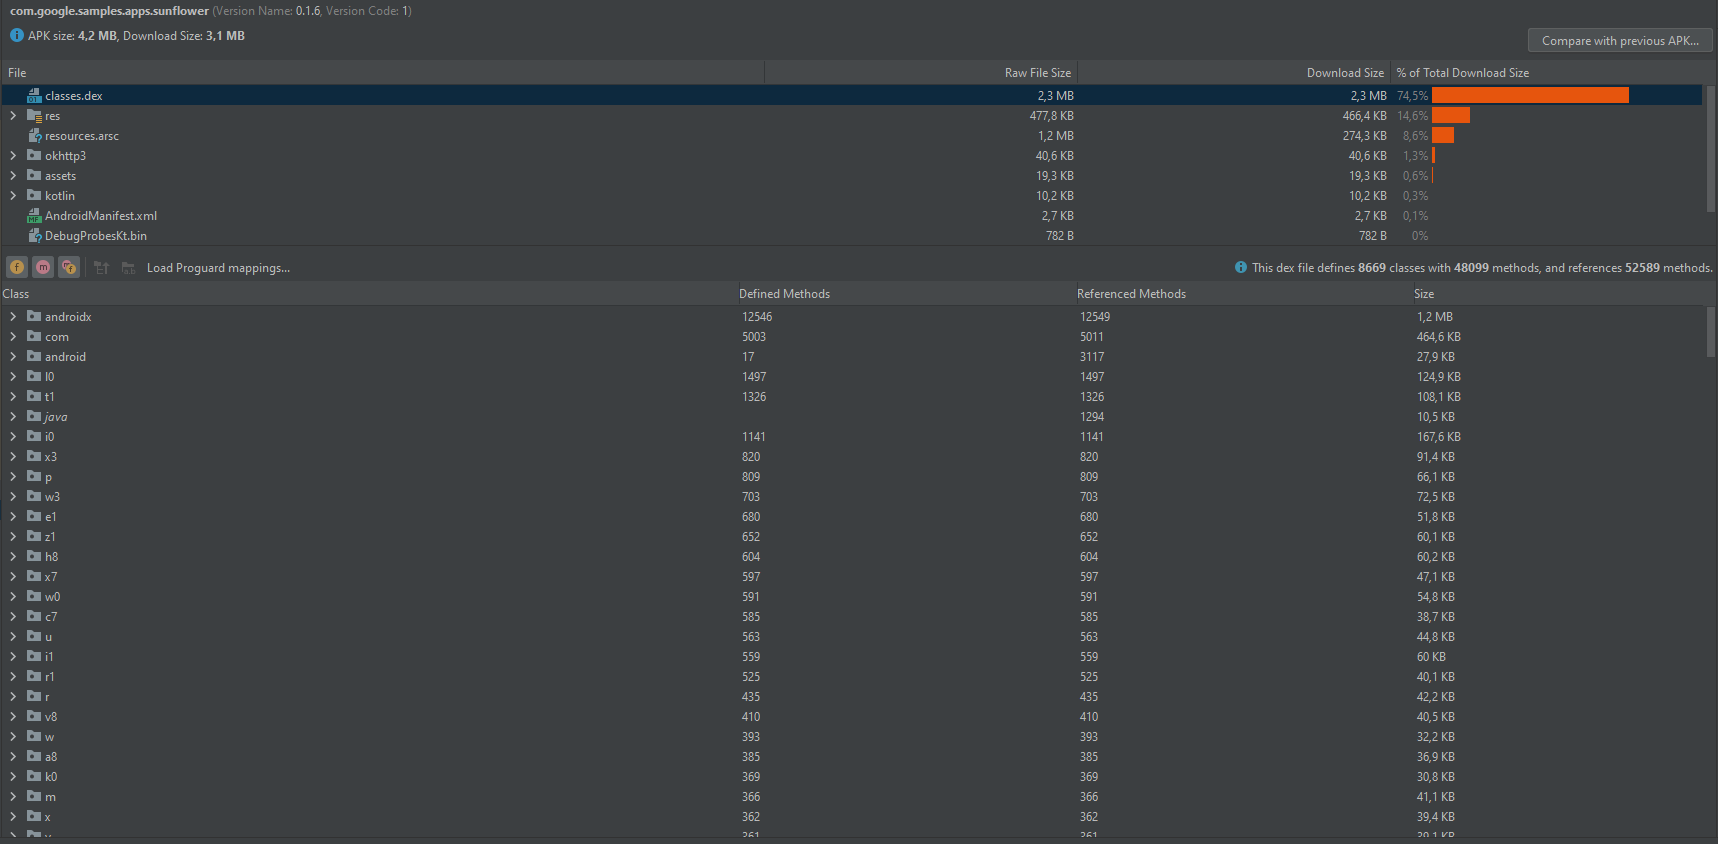 com.google.samples.apps.sunflower (Version Name: 0.1.6, Version Code: 1)
APK size: 4,2 MB, Download Size: 3,1 MB
Compare with previous APK...
File Raw File Size Download Size % of Total Download Size
classes.dex 2,3 MB 2,3 MB 74,5%
res 477,8 KB 466,4 KB 14,6%
resources.arsc 1,2 MB 274,3 KB 8,6%
okhttp3 40,6 KB 40,6 KB 1,3%
assets 19,3 KB 19,3 KB 0,6%
kotlin 10,2 KB 10,2 KB 0,3%
AndroidManifest.xml 2,7 KB 2,7 KB 0,1%
DebugProbesKt.bin 782 B 782 B 0%
Load Proguard mappings... This dex file defines 8669 classes with 48099 methods, and references 52589 methods.
Class Defined Methods Referenced Methods Size
androidx 12546 12549 1,2 MB
com 5003 5011 464,6 KB
android 17 3117 27,9 KB
l0 1497 1497 124,9 KB
t1 1326 1326 108,1 KB
java 1294 10,5 KB
i0 1141 1141 167,6 KB
x3 820 820 91,4 KB
p 809 809 66,1 KB
w3 703 703 72,5 KB
e1 680 680 51,8 KB
z1 652 652 60,1 KB
h8 604 604 60,2 KB
x7 597 597 47,1 KB
w0 591 591 54,8 KB
c7 585 585 38,7 KB
u 563 563 44,8 KB
i1 559 559 60 KB
r1 525 525 40,1 KB
r 435 435 42,2 KB
v8 410 410 40,5 KB
w 393 393 32,2 KB
a8 385 385 36,9 KB
k0 369 369 30,8 KB
m 366 366 41,1 KB
x 362 362 39,4 KB
361 361 39,1 KB